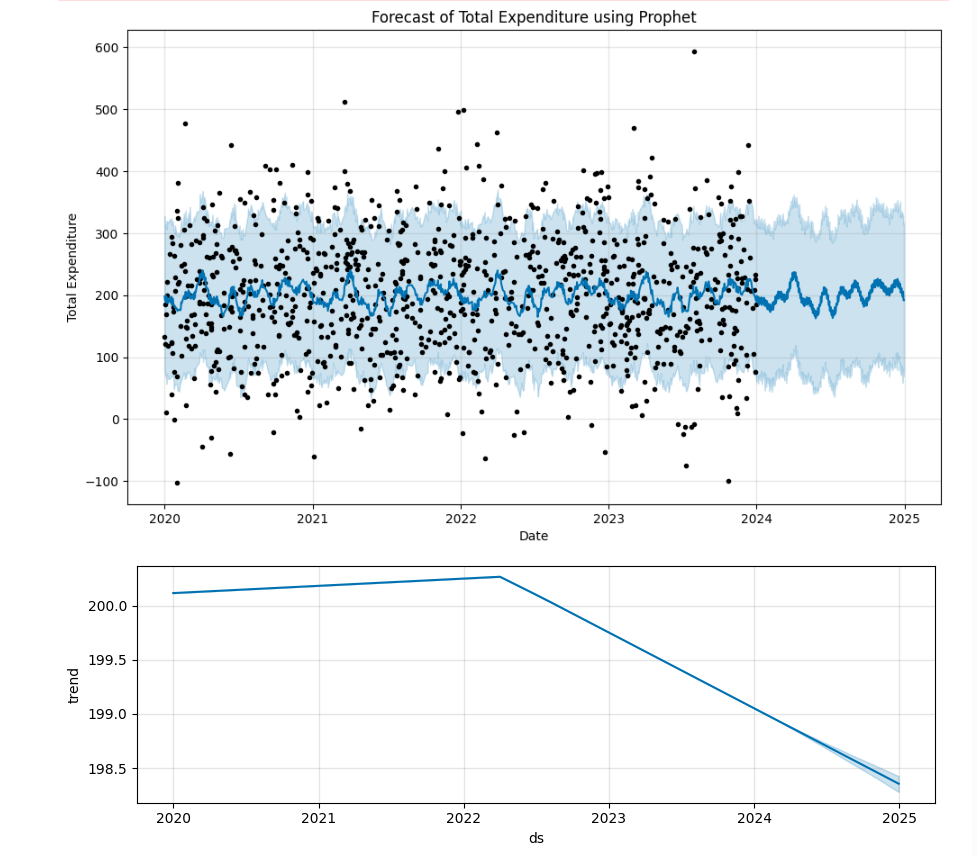 Forecast of Total Expenditure using Prophet
600
500
400
300
200
100
0
−100
Total Expenditure
2020 2021 2022 2023 2024 2025
Date
200.0
199.5
199.0
198.5
trend
2020 2021 2022 2023 2024 2025
ds